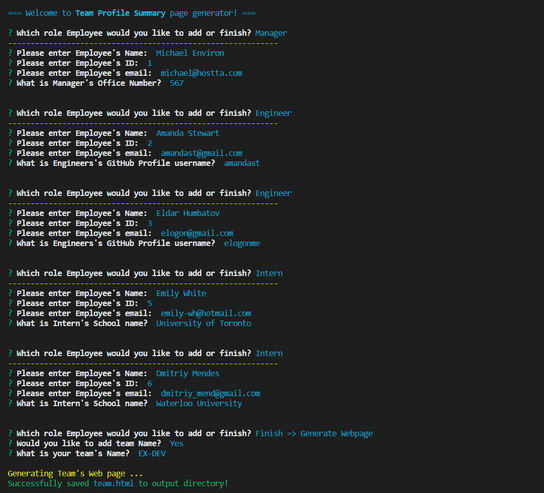 === Welcome to Team Profile Summary page generator! ===
? Which role Employee would you like to add or finish? Manager
------------------------------------------------------------
? Please enter Employee's Name: Michael Environ
? Please enter Employee's ID: 1
? Please enter Employee's email: michael@hostta.com
? What is Manager's Office Number? 567
? Which role Employee would you like to add or finish? Engineer
------------------------------------------------------------
? Please enter Employee's Name: Amanda Stewart
? Please enter Employee's ID: 2
? Please enter Employee's email: amandast@gmail.com
? What is Engineers's GitHub Profile username? amandast
? Which role Employee would you like to add or finish? Engineer
------------------------------------------------------------
? Please enter Employee's Name: Eldar Humbatov
? Please enter Employee's ID: 3
? Please enter Employee's email: elogon@gmail.com
? What is Engineers's GitHub Profile username? elogonme
? Which role Employee would you like to add or finish? Intern
------------------------------------------------------------
? Please enter Employee's Name: Emily White
? Please enter Employee's ID: 5
? Please enter Employee's email: emily-wh@hotmail.com
? What is Intern's School name? University of Toronto
? Which role Employee would you like to add or finish? Intern
------------------------------------------------------------
? Please enter Employee's Name: Dmitriy Mendes
? Please enter Employee's ID: 6
? Please enter Employee's email: dmitriy_mend@gmail.com
? What is Intern's School name? Waterloo University
? Which role Employee would you like to add or finish? Finish => Generate Webpage
? Would you like to add team Name? Yes
? What is your team's Name? EX-DEV
Generating Team's Web page ...
Successfully saved team.html to output directory!